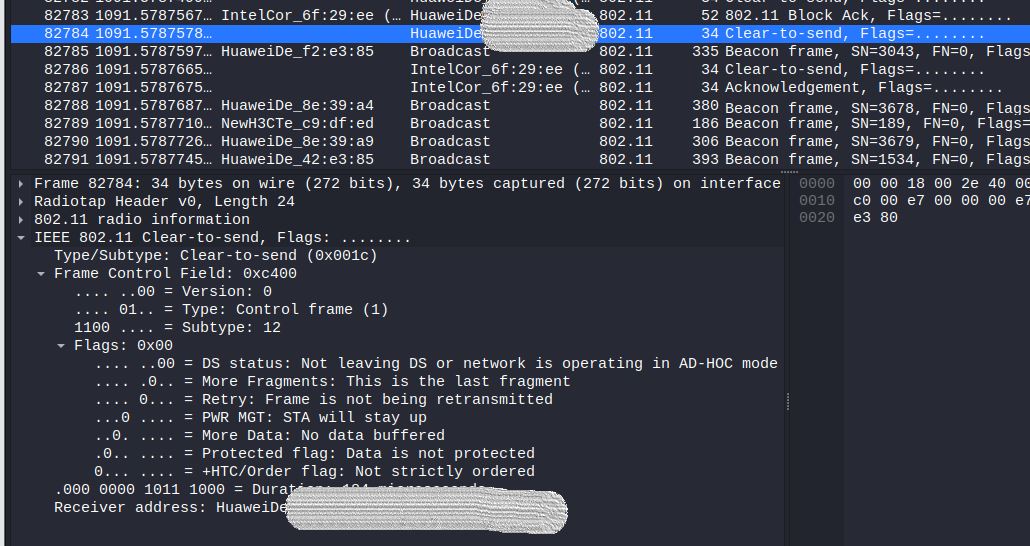 82783 1091.5787567… IntelCor_6f:29:ee (… HuaweiDe 802.11 52 802.11 Block Ack, Flags=........
82784 1091.5787578… HuaweiDe 802.11 34 Clear-to-send, Flags=........
82785 1091.5787597… HuaweiDe_f2:e3:85 Broadcast 802.11 335 Beacon frame, SN=3043, FN=0, Flags
82786 1091.5787665… IntelCor_6f:29:ee (… 802.11 34 Clear-to-send, Flags=........
82787 1091.5787675… IntelCor_6f:29:ee (… 802.11 34 Acknowledgement, Flags=........
82788 1091.5787687… HuaweiDe_8e:39:a4 Broadcast 802.11 380 Beacon frame, SN=3678, FN=0, Flags
82789 1091.5787710… NewH3CTe_c9:df:ed Broadcast 802.11 186 Beacon frame, SN=189, FN=0, Flags=
82790 1091.5787726… HuaweiDe_8e:39:a9 Broadcast 802.11 306 Beacon frame, SN=3679, FN=0, Flags
82791 1091.5787745… HuaweiDe_42:e3:85 Broadcast 802.11 393 Beacon frame, SN=1534, FN=0, Flags
Frame 82784: 34 bytes on wire (272 bits), 34 bytes captured (272 bits) on interface
Radiotap Header v0, Length 24
802.11 radio information
IEEE 802.11 Clear-to-send, Flags: ........
Type/Subtype: Clear-to-send (0x001c)
Frame Control Field: 0xc400
.... ..00 = Version: 0
.... 01.. = Type: Control frame (1)
1100 .... = Subtype: 12
Flags: 0x00
.... ..00 = DS status: Not leaving DS or network is operating in AD-HOC mode
.... .0.. = More Fragments: This is the last fragment
.... 0... = Retry: Frame is not being retransmitted
...0 .... = PWR MGT: STA will stay up
..0. .... = More Data: No data buffered
.0.. .... = Protected flag: Data is not protected
0... .... = +HTC/Order flag: Not strictly ordered
.000 0000 1011 1000 = Duration: 184 microseconds
Receiver address: HuaweiDe
0000 00 00 18 00 2e 40 00
0010 c0 00 e7 00 00 00 e7
0020 e3 80